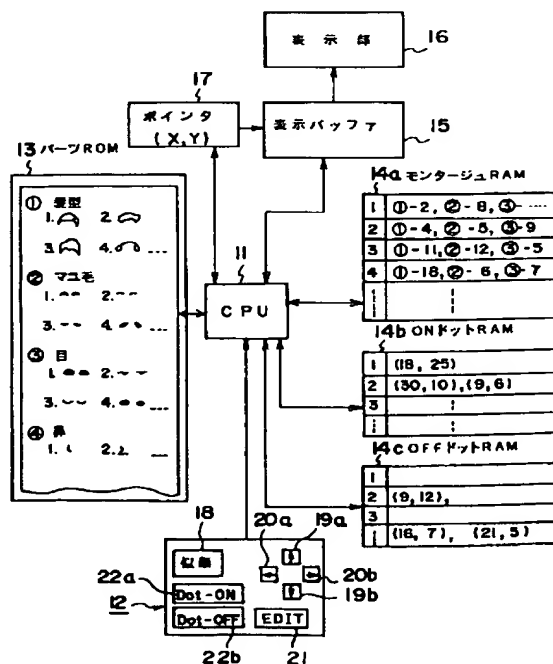 表示部
16
17
ポインタ
(X,Y)
表示バッファ
15
13 パーツROM
① 髪型
1. 2.
3. 4. ---
② マユモ
1. 2.
3. 4. ---
③ 目
1. 2.
3. 4. ---
④ 鼻
1. 2. ---
11
CPU
14a モンタージュRAM
1 ①-2, ②-8, ③- ----
2 ①-4, ②-5, ③-9
3 ①-11, ②-12, ③-5
4 ①-18, ②-6, ③-7
14b ONドットRAM
1 (18, 25)
2 (30, 10), (9, 6)
3
14c OFFドットRAM
1
2 (9, 12),
3
(18, 7), (21, 5)
18
似顔
20a
19a
20b
19b
22a
Dot-ON
12
Dot-OFF
EDIT
22b
21